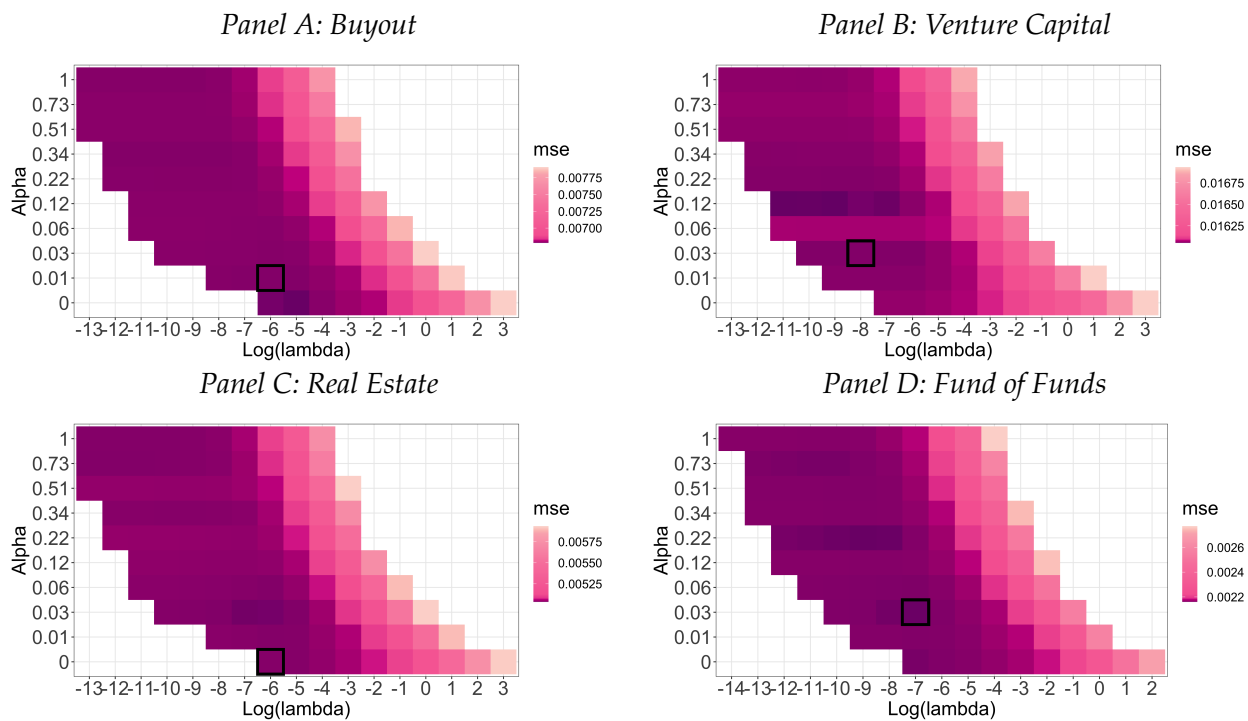 Panel A: Buyout
Alpha
1
0.73
0.51
0.34
0.22
0.12
0.06
0.03
0.01
0
-13 -12 -11 -10 -9 -8 -7 -6 -5 -4 -3 -2 -1 0 1 2 3
Log(lambda)
mse
0.00775
0.00750
0.00725
0.00700
Panel B: Venture Capital
Alpha
1
0.73
0.51
0.34
0.22
0.12
0.06
0.03
0.01
0
-13 -12 -11 -10 -9 -8 -7 -6 -5 -4 -3 -2 -1 0 1 2 3
Log(lambda)
mse
0.01675
0.01650
0.01625
Panel C: Real Estate
Alpha
1
0.73
0.51
0.34
0.22
0.12
0.06
0.03
0.01
0
-13 -12 -11 -10 -9 -8 -7 -6 -5 -4 -3 -2 -1 0 1 2 3
Log(lambda)
mse
0.00575
0.00550
0.00525
Panel D: Fund of Funds
Alpha
1
0.73
0.51
0.34
0.22
0.12
0.06
0.03
0.01
0
-14 -13 -12 -11 -10 -9 -8 -7 -6 -5 -4 -3 -2 -1 0 1 2
Log(lambda)
mse
0.0026
0.0024
0.0022